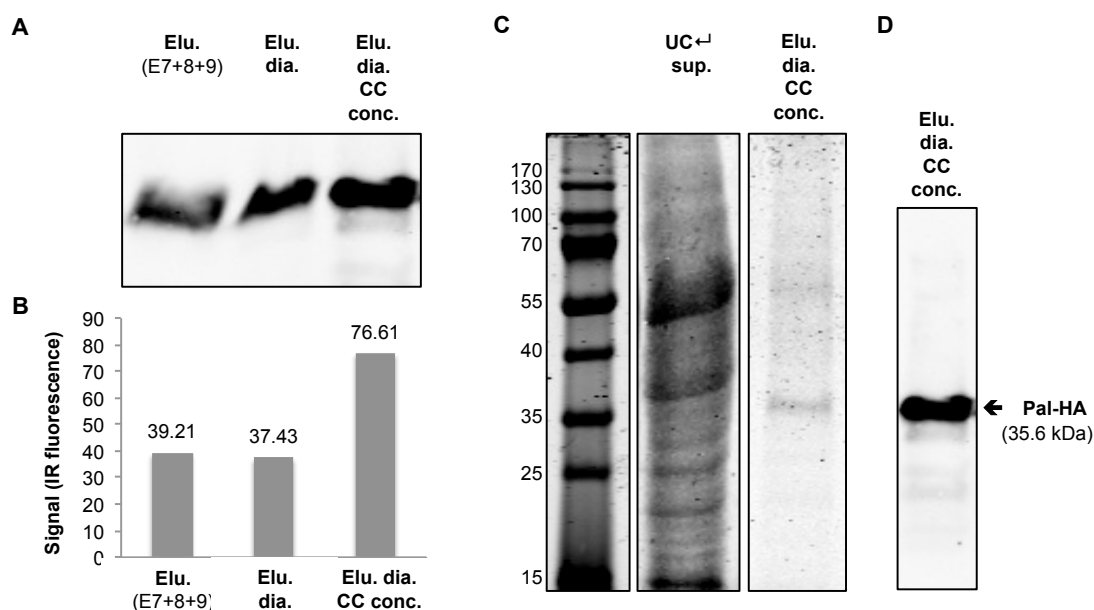 A
Elu.
(E7+8+9)
Elu.
dia.
Elu.
dia.
CC
conc.
B
Signal (IR fluorescence)
90
80
70
60
50
40
30
20
10
0
39.21
37.43
76.61
Elu.
(E7+8+9)
Elu.
dia.
Elu. dia.
CC conc.
C
UC↵
sup.
Elu.
dia.
CC
conc.
170
130
100
70
55
40
35
25
15
D
Elu.
dia.
CC
conc.
← Pal-HA
(35.6 kDa)